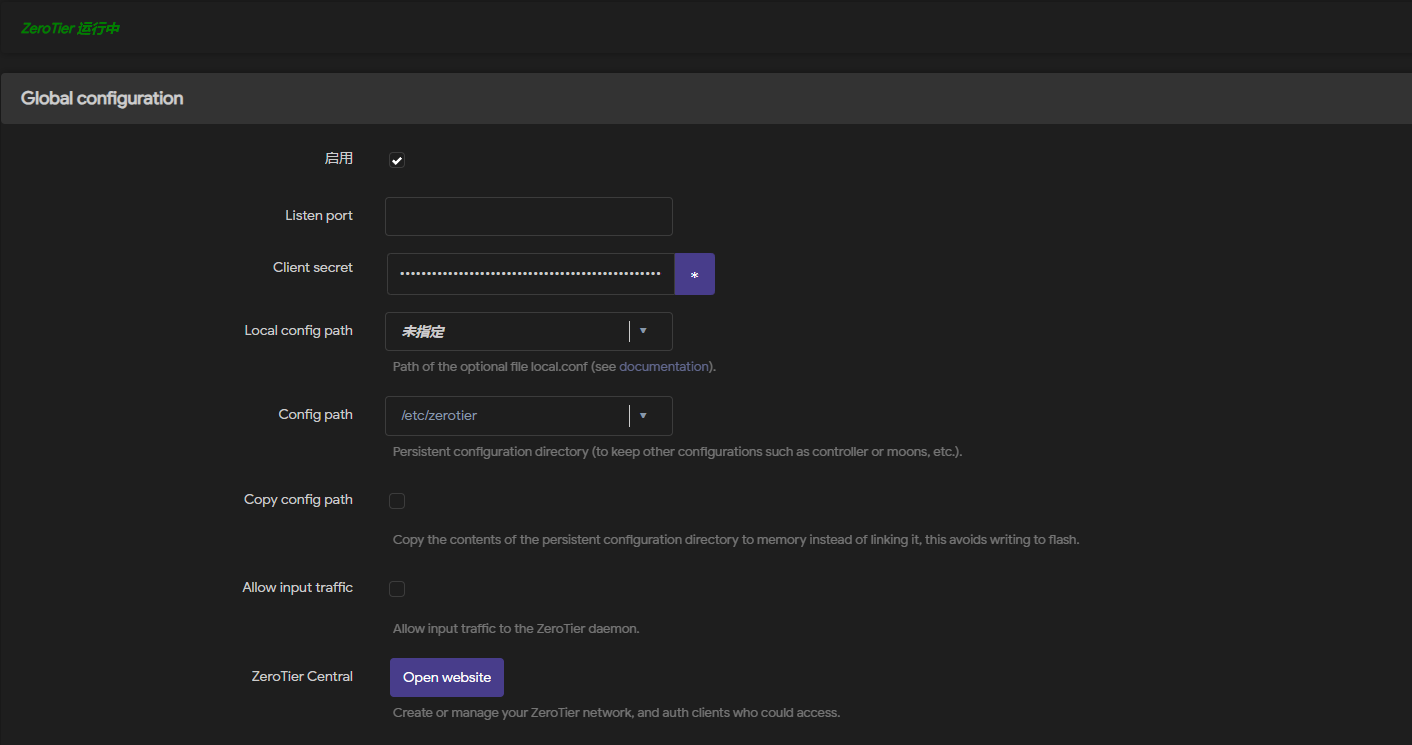 ZeroTier 运行中
Global configuration
启用
Listen port
Client secret
••••••••••••••••••••••••••••••••••••••••••••••••
*
Local config path
未指定
Path of the optional file local.conf (see documentation).
Config path
/etc/zerotier
Persistent configuration directory (to keep other configurations such as controller or moons, etc.).
Copy config path
Copy the contents of the persistent configuration directory to memory instead of linking it, this avoids writing to flash.
Allow input traffic
Allow input traffic to the ZeroTier daemon.
ZeroTier Central
Open website
Create or manage your ZeroTier network, and auth clients who could access.